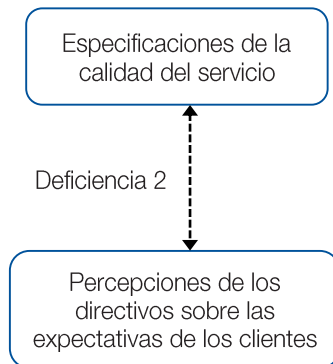 Especificaciones de la
calidad del servicio
Deficiencia 2
Percepciones de los
directivos sobre las
expectativas de los clientes